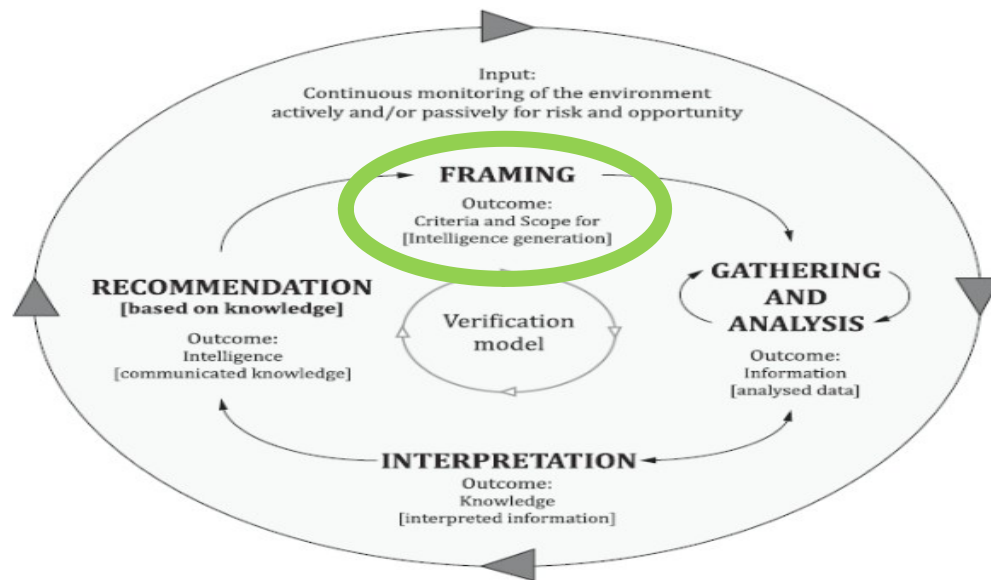 Input:
Continuous monitoring of the environment
actively and/or passively for risk and opportunity
FRAMING
Outcome:
Criteria and Scope for
[Intelligence generation]
GATHERING
AND
ANALYSIS
Outcome:
Information
[analysed data]
INTERPRETATION
Outcome:
Knowledge
[interpreted information]
RECOMMENDATION
[based on knowledge]
Outcome:
Intelligence
[communicated knowledge]
Verification
model